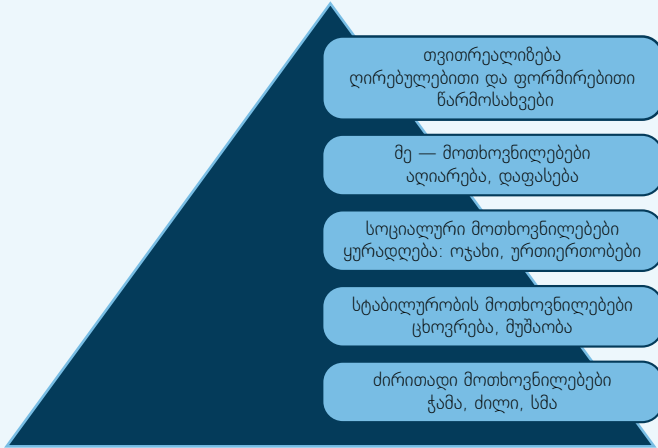 თვითრეალიზება
ღირებულებითი და ფორმირებითი
წარმოსახვები
მე — მოთხოვნილებები
აღიარება, დაფასება
სოციალური მოთხოვნილებები
ყურადღება: ოჯახი, ურთიერთობები
სტაბილურობის მოთხოვნილებები
ცხოვრება, მუშაობა
ძირითადი მოთხოვნილებები
ჭამა, ძილი, სმა